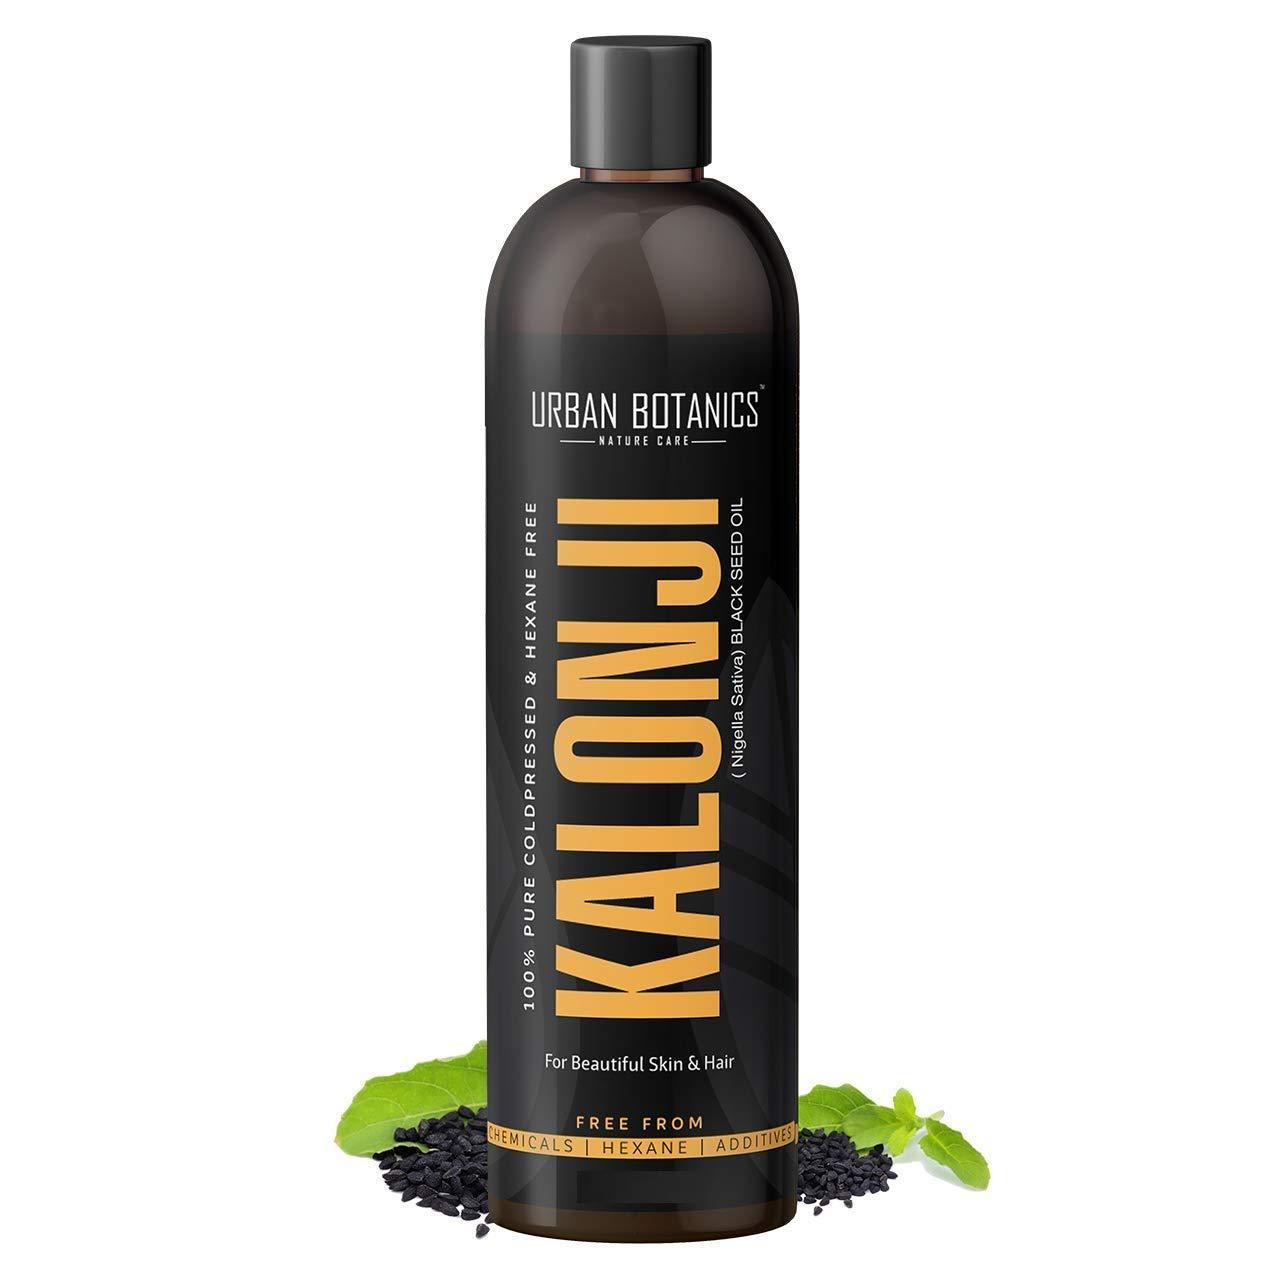 URBAN BOTANICS™
NATURE CARE
100% PURE COLDPRESSED & HEXANE FREE
KALONJI
( Nigella Sativa) BLACK SEED OIL
For Beautiful Skin & Hair
FREE FROM
CHEMICALS | HEXANE | ADDITIVES